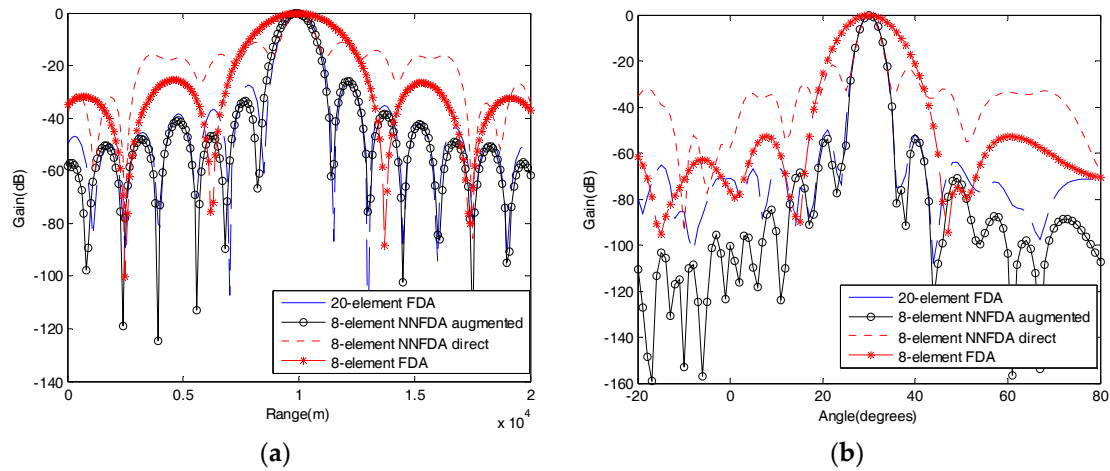 0
-20
-40
-60
-80
-100
-120
-140
Gain(dB)
20-element FDA
8-element NNFDA augmented
8-element NNFDA direct
8-element FDA
0 0.5 1 1.5 2
x 10^4
Range(m)
(a)
0
-20
-40
-60
-80
-100
-120
-140
-160
Gain(dB)
20-element FDA
8-element NNFDA augmented
8-element NNFDA direct
8-element FDA
-20 0 20 40 60 80
Angle(degrees)
(b)